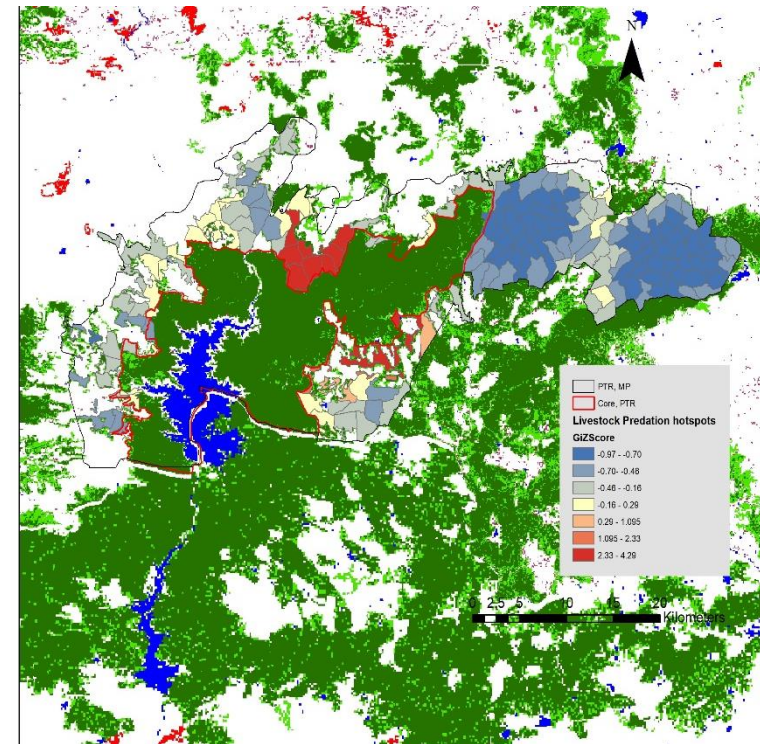 N
PTR, MP
Core, PTR
Livestock Predation hotspots
GiZScore
-0.97 - -0.70
-0.70 - -0.48
-0.46 - -0.16
-0.16 - 0.29
0.29 - 1.095
1.095 - 2.33
2.33 - 4.29
0 2.5 5 10 15 20
Kilometers